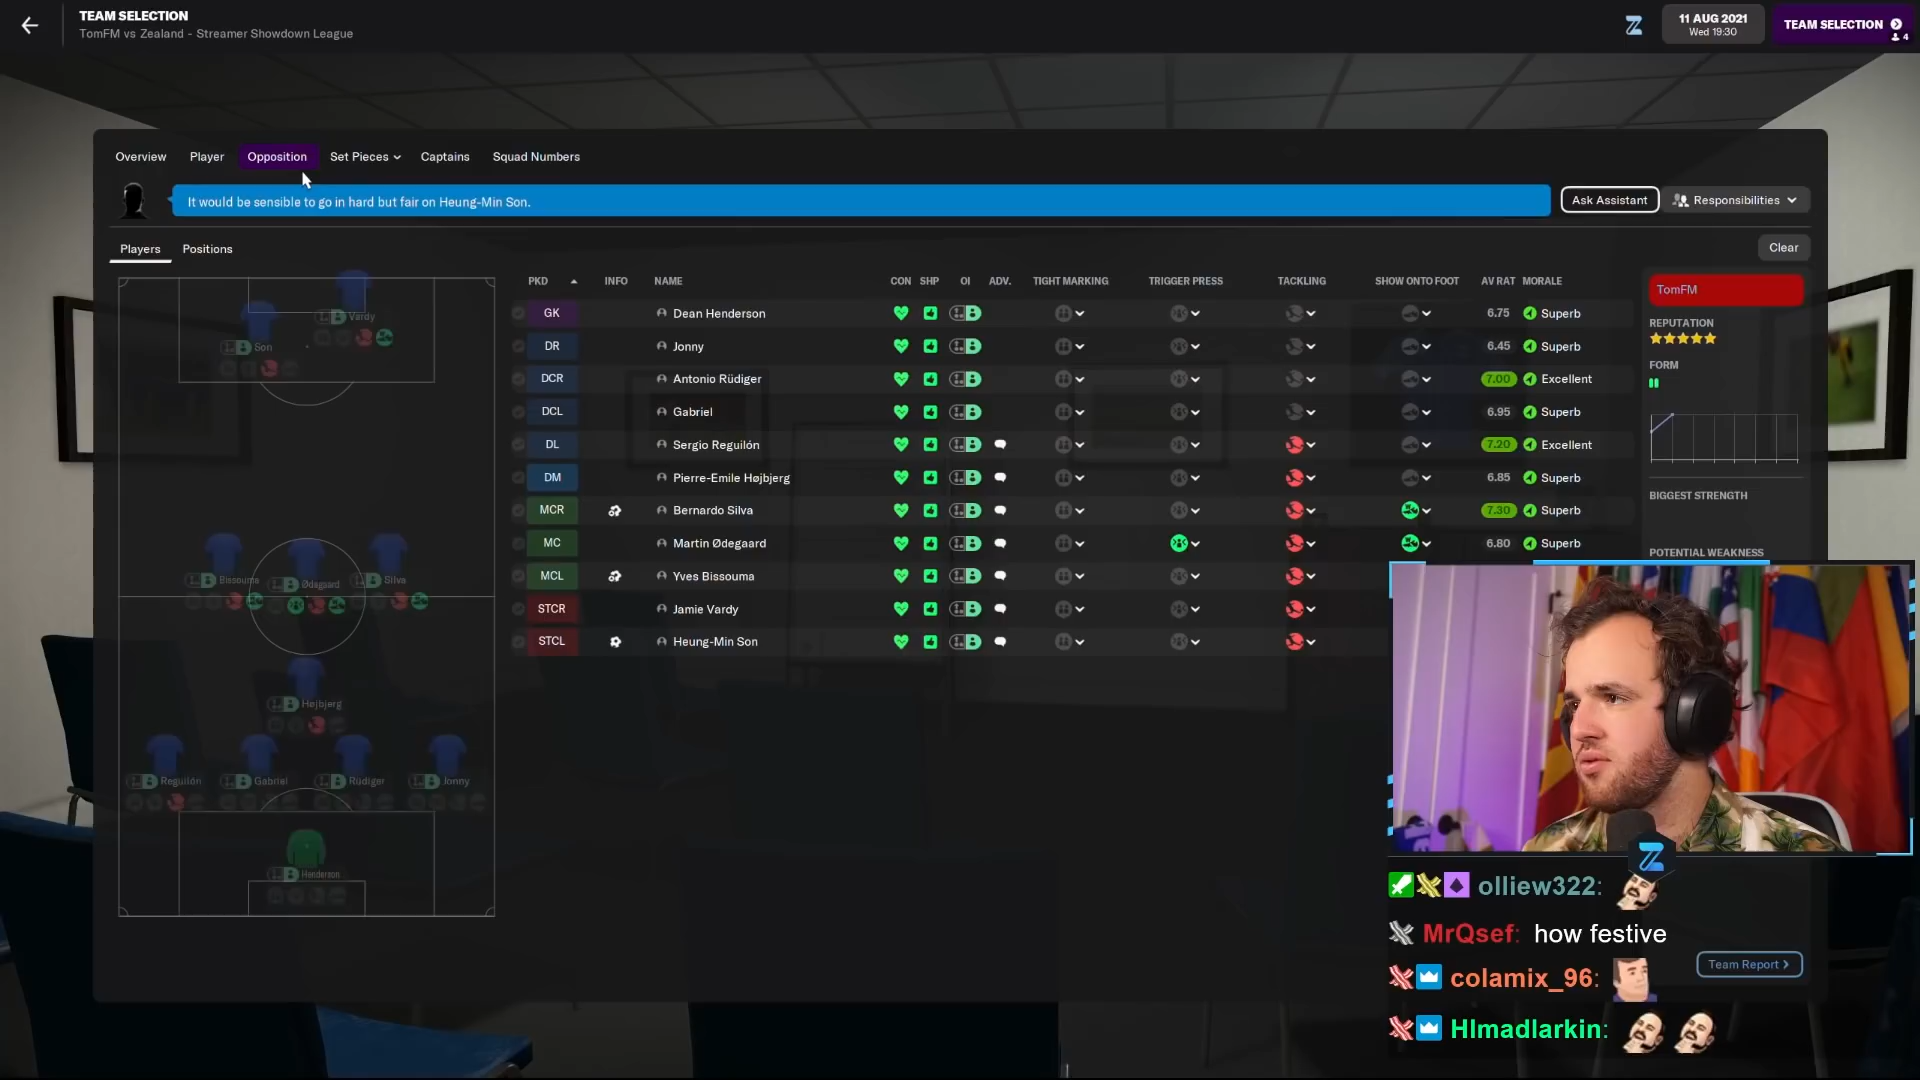 TEAM SELECTION
TomFM vs Zealand - Streamer Showdown League
11 AUG 2021
Wed 19:30
TEAM SELECTION
4
Overview
Player
Opposition
Set Pieces
Captains
Squad Numbers
It would be sensible to go in hard but fair on Heung-Min Son.
Ask Assistant
Responsibilities
Players
Positions
Clear
PKD INFO NAME CON SHP OI ADV. TIGHT MARKING TRIGGER PRESS TACKLING SHOW ONTO FOOT AV RAT MORALE
GK Dean Henderson 6.75 Superb
DR Jonny 6.45 Superb
DCR Antonio Rüdiger 7.00 Excellent
DCL Gabriel 6.95 Superb
DL Sergio Reguilón 7.20 Excellent
DM Pierre-Emile Højbjerg 6.85 Superb
MCR Bernardo Silva 7.30 Superb
MC Martin Ødegaard 6.80 Superb
MCL Yves Bissouma
STCR Jamie Vardy
STCL Heung-Min Son
Vardy
Son
Bissouma
Ødegaard
Silva
Højbjerg
Reguilón
Gabriel
Rüdiger
Jonny
Henderson
TomFM
REPUTATION
FORM
BIGGEST STRENGTH
POTENTIAL WEAKNESS
olliew322:
MrQsef: how festive
colamix_96:
Hlmadlarkin:
Team Report